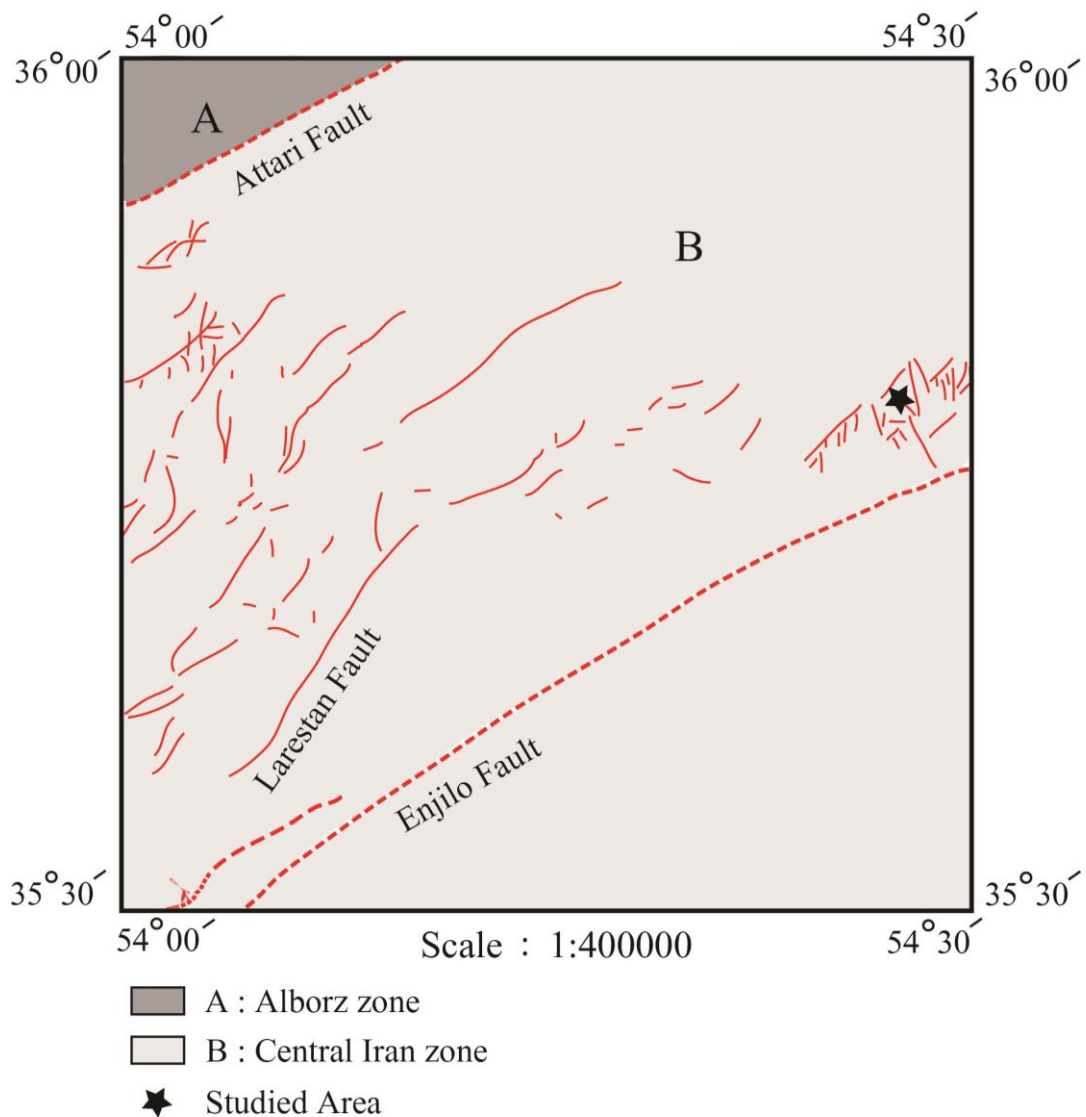 54°00′ 54°30′
36°00′ 36°00′
A
Attari Fault
B
Larestan Fault
Enjilo Fault
35°30′ 35°30′
54°00′ 54°30′
Scale : 1:400000
A : Alborz zone
B : Central Iran zone
Studied Area